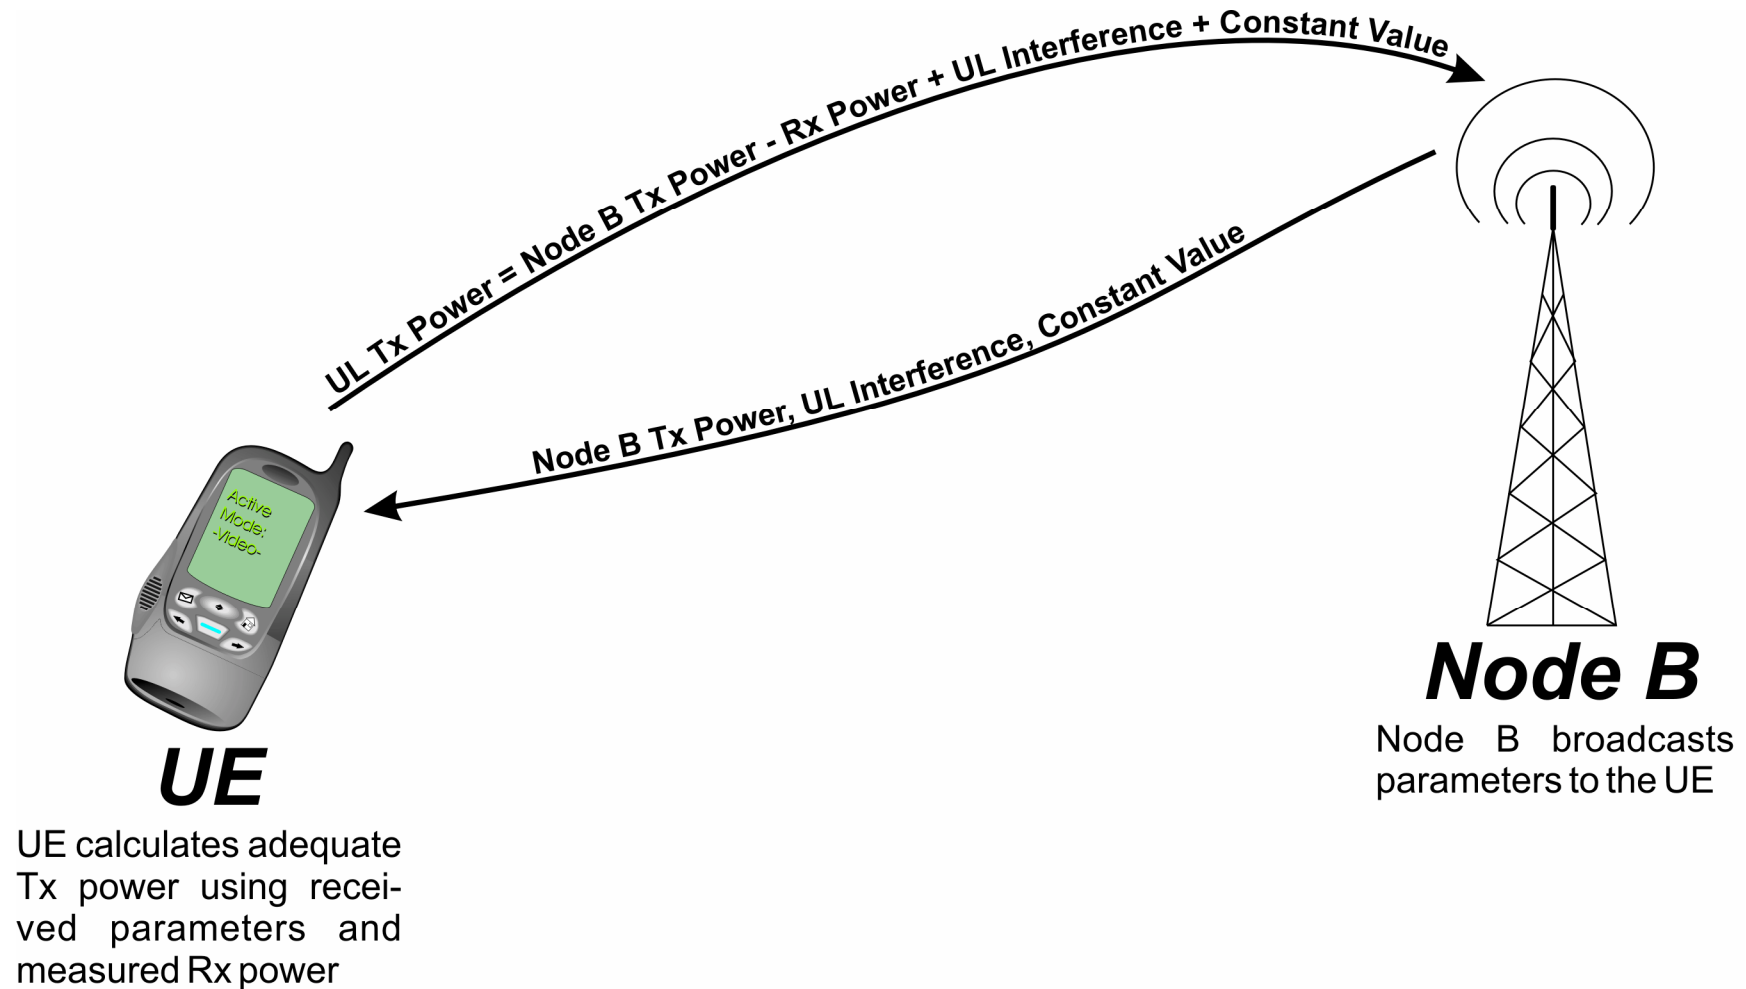 UL Tx Power = Node B Tx Power - Rx Power + UL Interference + Constant Value
Node B Tx Power, UL Interference, Constant Value
Active
Mode:
-Video-
UE
UE calculates adequate
Tx power using recei-
ved parameters and
measured Rx power
Node B
Node B broadcasts
parameters to the UE